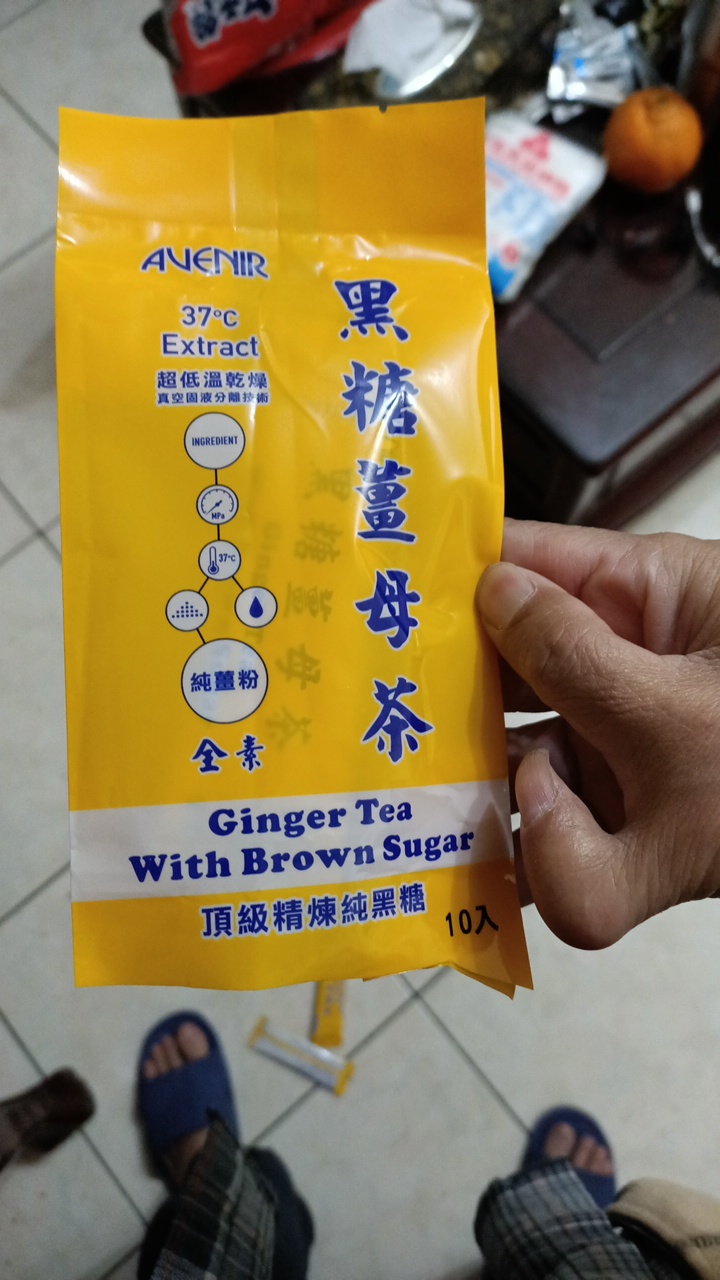 AVENIR
37°C
Extract
超低溫乾燥
真空固液分離技術
INGREDIENT
MPa
37°C
純薑粉
全素
黑糖薑母茶
Ginger Tea
With Brown Sugar
頂級精煉純黑糖
10入